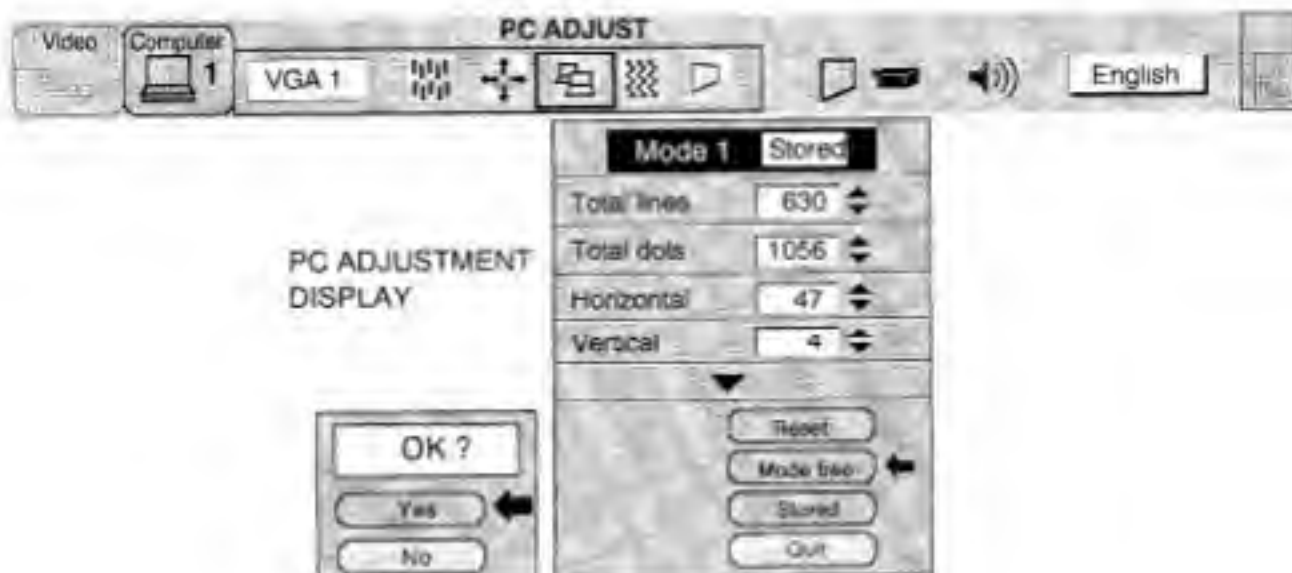 PC ADJUST
Video
Computer
1
VGA 1
English
Mode 1 Stored
Total lines 630
Total dots 1056
Horizontal 47
Vertical 4
PC ADJUSTMENT
DISPLAY
Reset
Mode free
Stored
Quit
OK ?
Yes
No